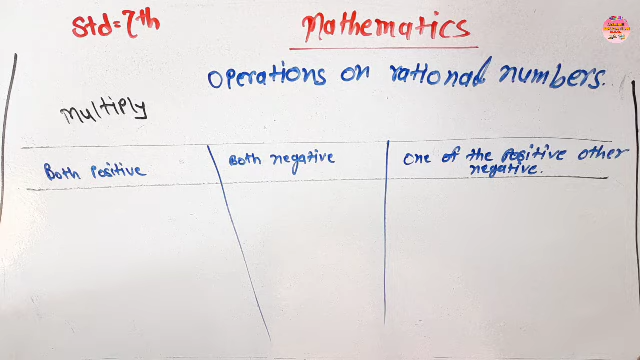 Std=7th
Mathematics
Operations on rational numbers.
Multiply
Both Positive
Both negative
One of the positive other
negative.